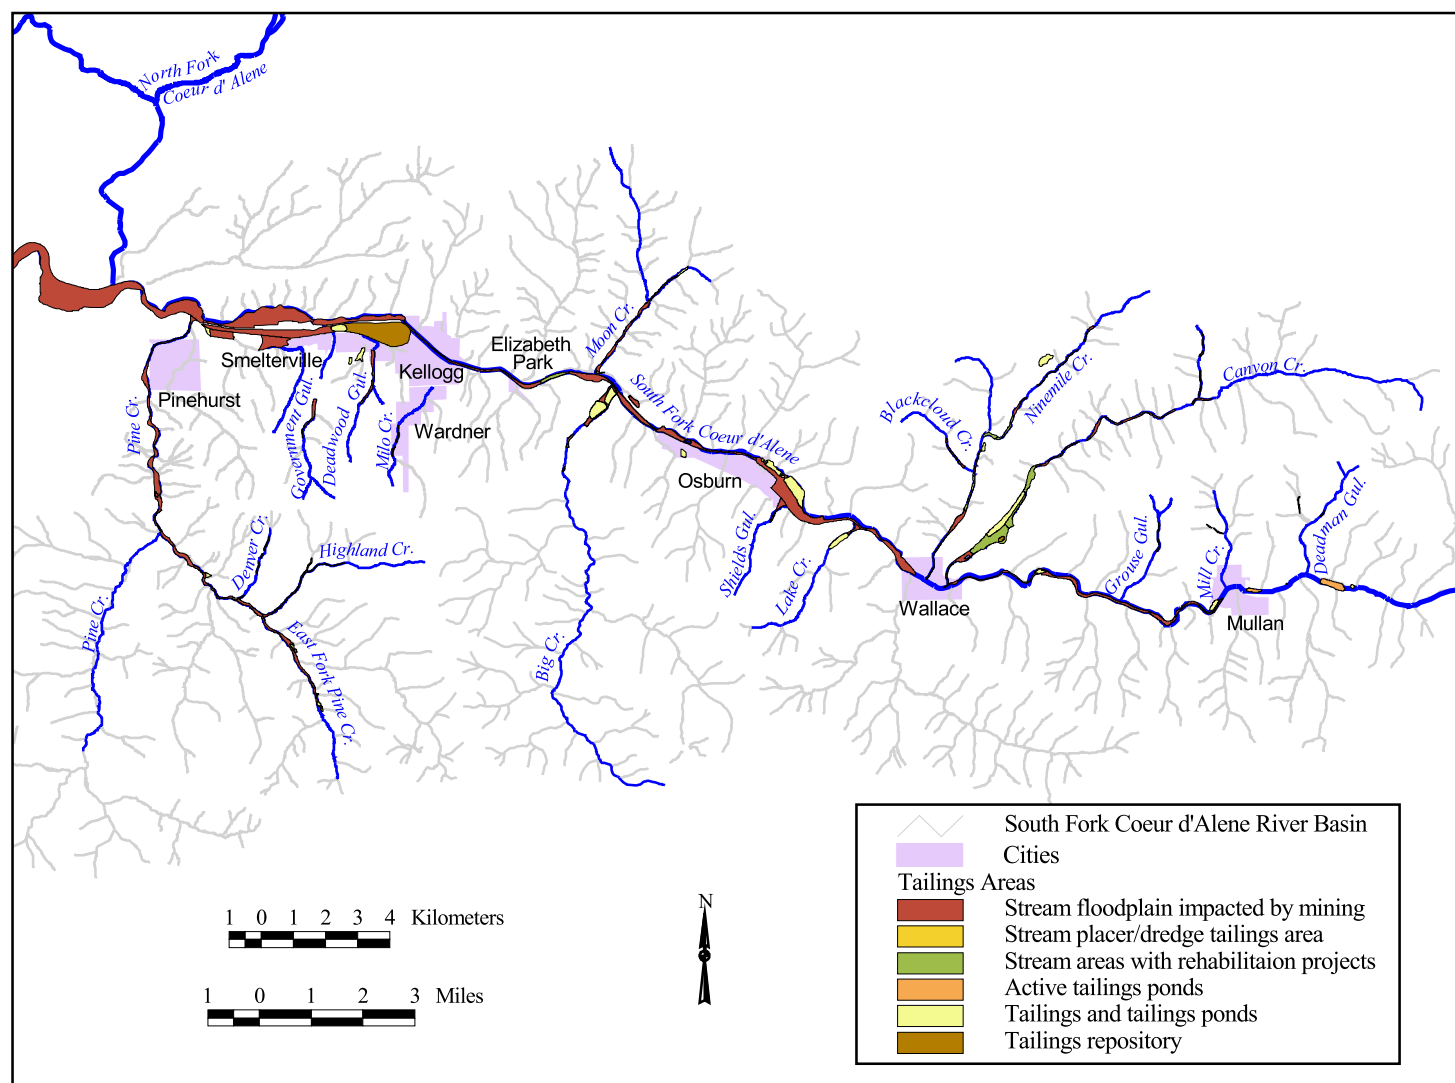 North Fork
Coeur d' Alene
Moon Cr.
Elizabeth
Park
Smelterville
Kellogg
Pinehurst
Wardner
Pine Cr.
Government Gul.
Deadwood Gul.
Milo Cr.
South Fork Coeur d'Alene
Osburn
Blackcloud Cr.
Ninemile Cr.
Canyon Cr.
Denver Cr.
Highland Cr.
Shields Gul.
Lake Cr.
Grouse Gul.
Mill Cr.
Deadman Gul.
Wallace
Mullan
Pine Cr.
East Fork Pine Cr.
Big Cr.
South Fork Coeur d'Alene River Basin
Cities
Tailings Areas
Stream floodplain impacted by mining
Stream placer/dredge tailings area
Stream areas with rehabilitaion projects
Active tailings ponds
Tailings and tailings ponds
Tailings repository
1 0 1 2 3 4 Kilometers
1 0 1 2 3 Miles
N